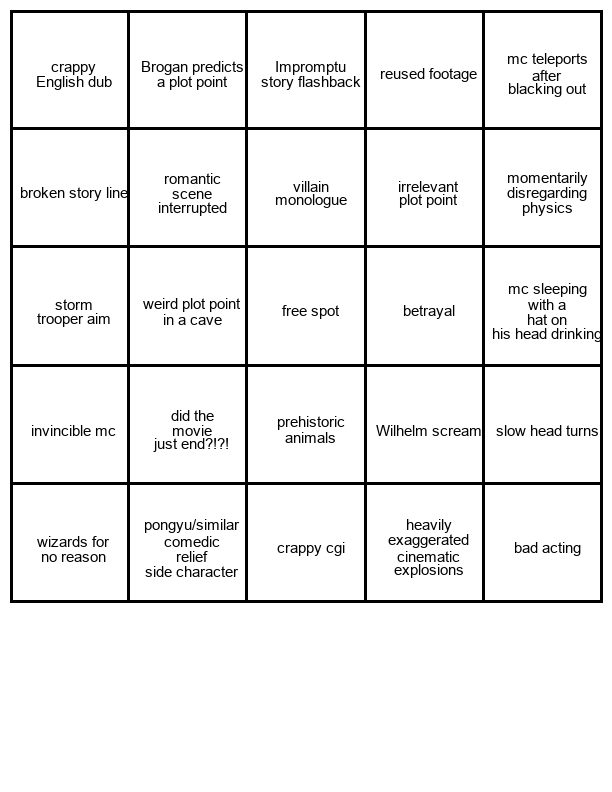 crappy
English dub
Brogan predicts
a plot point
Impromptu
story flashback
reused footage
mc teleports
after
blacking out
broken story line
romantic
scene
interrupted
villain
monologue
irrelevant
plot point
momentarily
disregarding
physics
storm
trooper aim
weird plot point
in a cave
free spot
betrayal
mc sleeping
with a
hat on
his head drinking
invincible mc
did the
movie
just end?!?!
prehistoric
animals
Wilhelm scream
slow head turns
wizards for
no reason
pongyu/similar
comedic
relief
side character
crappy cgi
heavily
exaggerated
cinematic
explosions
bad acting